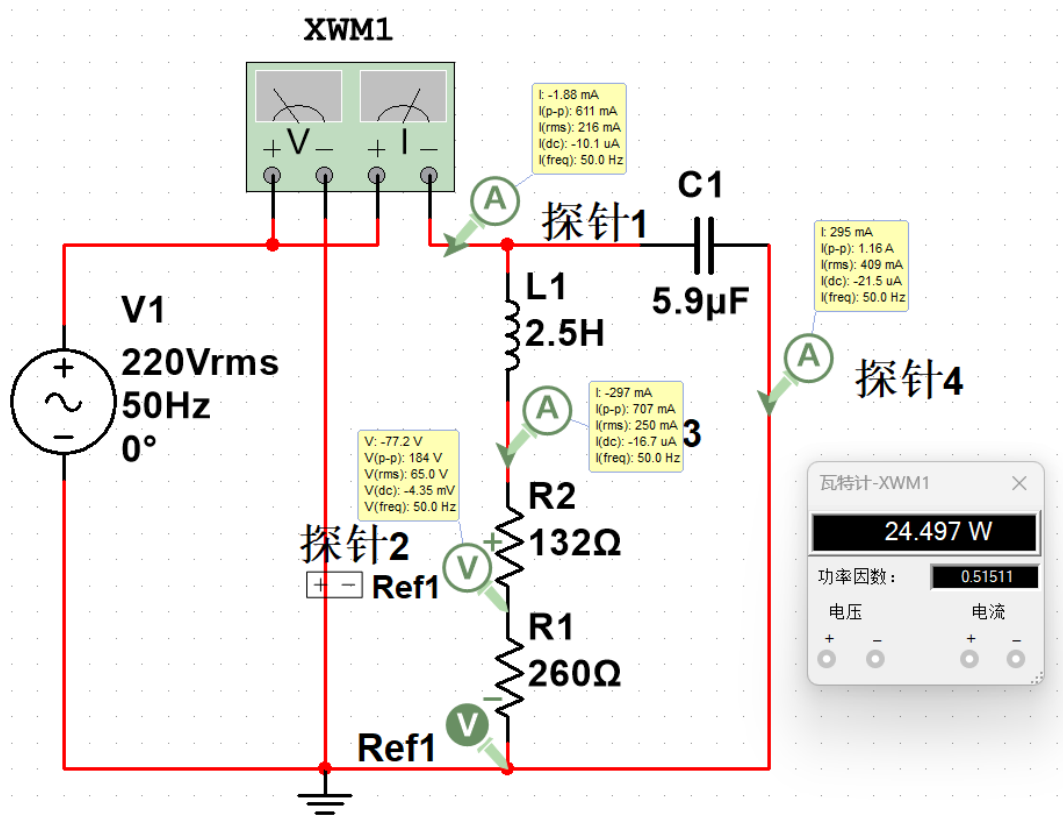 XWM1
V
I
+
−
+
−
I: -1.88 mA
I(p-p): 611 mA
I(rms): 216 mA
I(dc): -10.1 uA
I(freq): 50.0 Hz
A
探针1
C1
5.9μF
I: 295 mA
I(p-p): 1.16 A
I(rms): 409 mA
I(dc): -21.5 uA
I(freq): 50.0 Hz
A
探针4
L1
2.5H
V1
220Vrms
50Hz
0°
+
−
I: -297 mA
I(p-p): 707 mA
I(rms): 250 mA
I(dc): -16.7 uA
I(freq): 50.0 Hz
A
3
V: -77.2 V
V(p-p): 184 V
V(rms): 65.0 V
V(dc): -4.35 mV
V(freq): 50.0 Hz
R2
132Ω
探针2
V
+
+ −
Ref1
R1
260Ω
−
V
Ref1
瓦特计-XWM1
24.497 W
功率因数：
0.51511
电压
电流
+
−
+
−